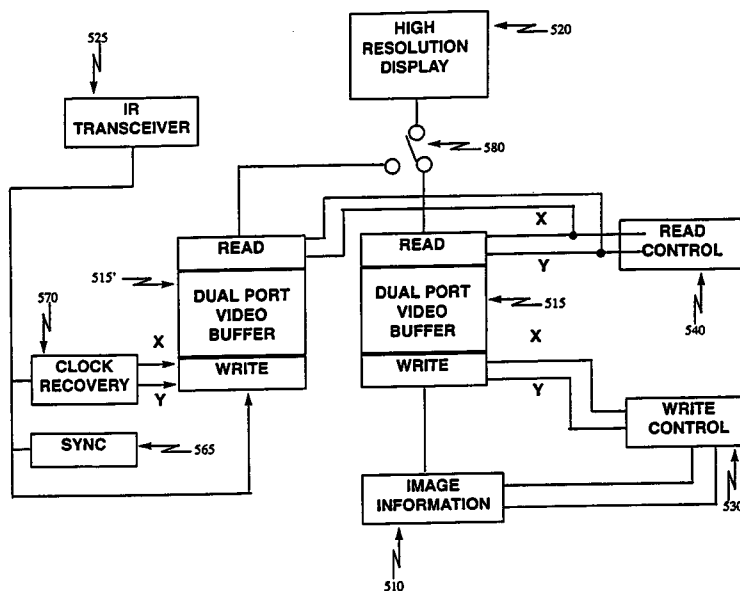 525
IR
TRANSCEIVER
HIGH
RESOLUTION
DISPLAY
520
580
READ
DUAL PORT
VIDEO
BUFFER
WRITE
515'
READ
DUAL PORT
VIDEO
BUFFER
WRITE
515
X
Y
READ
CONTROL
540
570
CLOCK
RECOVERY
X
Y
SYNC
565
X
Y
WRITE
CONTROL
530
IMAGE
INFORMATION
510